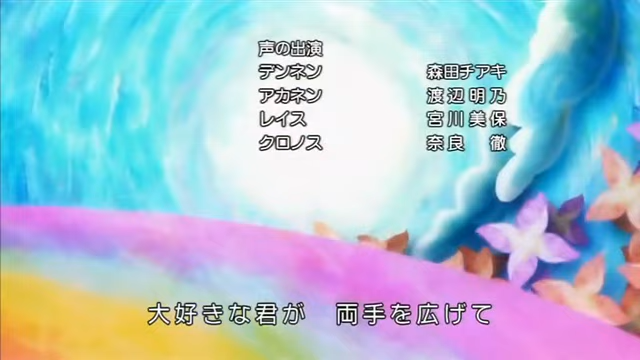 声の出演
デンネン 森田チアキ
アカネン 渡辺明乃
レイス 宮川美保
クロノス 奈良 徹
大好きな君が 両手を広げて